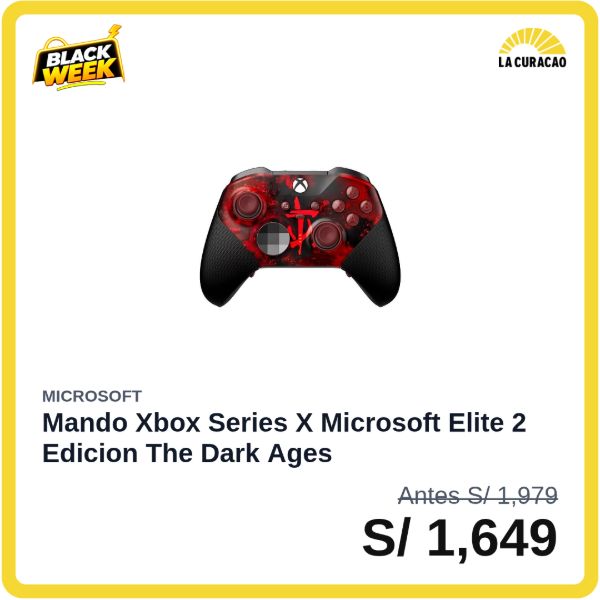 BLACK
WEEK
LA CURACAO
MICROSOFT
Mando Xbox Series X Microsoft Elite 2
Edicion The Dark Ages
Antes S/ 1,979
S/ 1,649